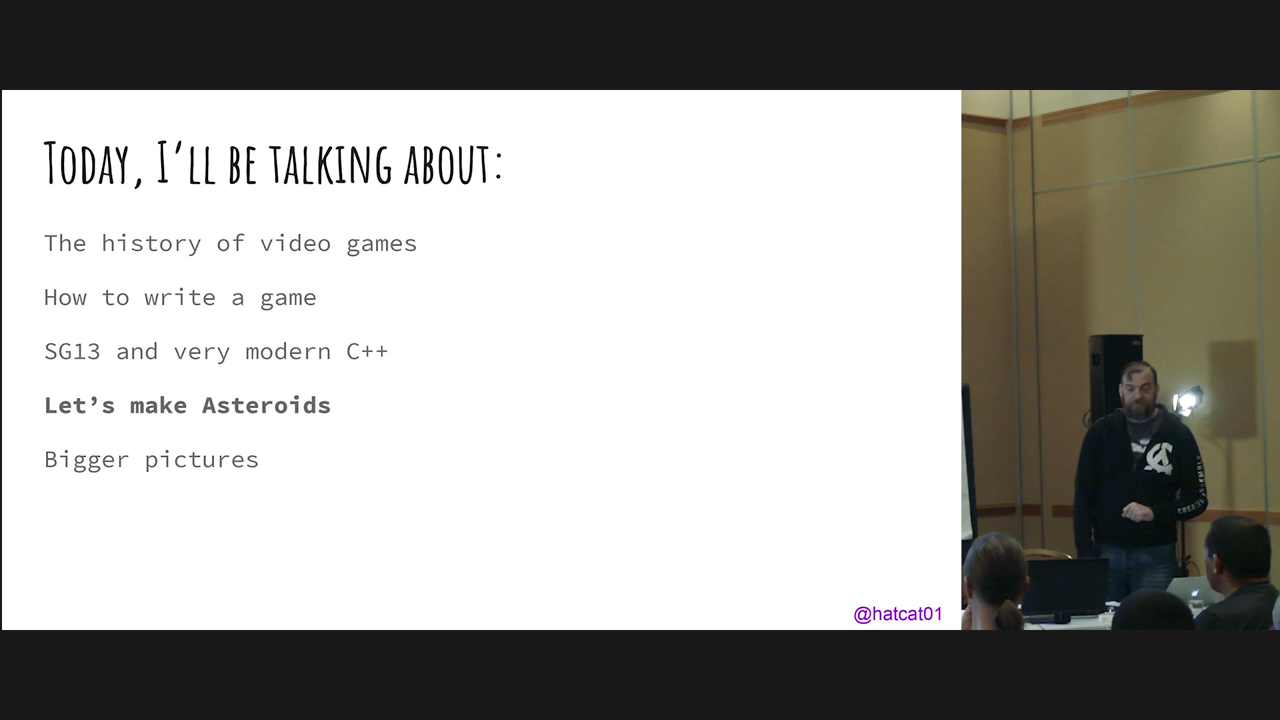 Today, I'll be talking about:
The history of video games
How to write a game
SG13 and very modern C++
Let's make Asteroids
Bigger pictures
@hatcat01